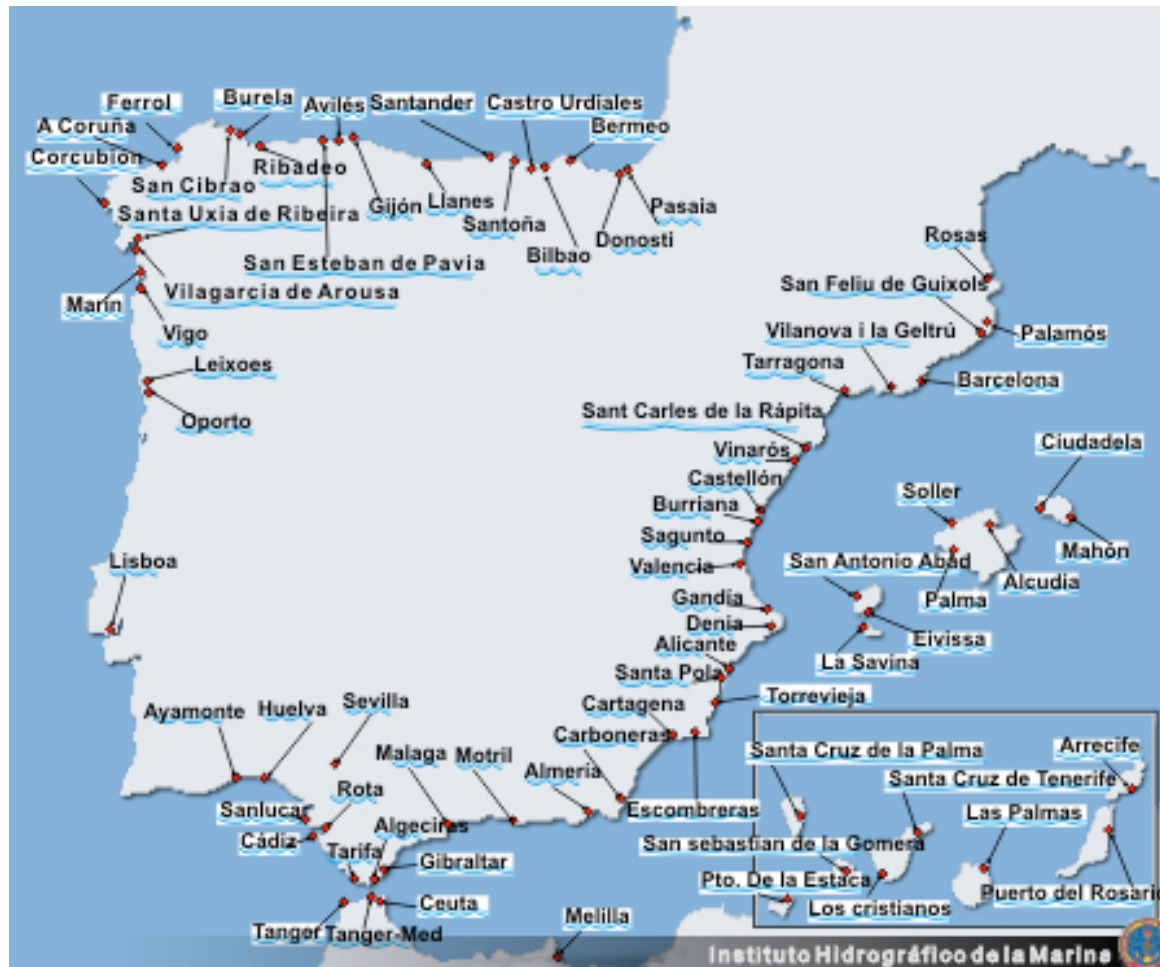 Burela
Avilés
Santander
Castro Urdiales
Ferrol
Bermeo
A Coruña
Corcubion
Ribadeo
San Cibrao
Llanes
Gijón
Pasaia
Santa Uxia de Ribeira
Santoña
Donosti
Rosas
Bilbao
San Esteban de Pavia
San Feliu de Guixols
Vilagarcia de Arousa
Marin
Vigo
Vilanova i la Geltrú
Palamós
Leixoes
Tarragona
Barcelona
Sant Carles de la Rápita
Oporto
Ciudadela
Vinarós
Castellón
Soller
Burriana
Sagunto
Mahón
Lisboa
San Antonio Abad
Valencia
Alcudia
Gandia
Palma
Denia
Eivissa
Alicante
La Savina
Santa Pola
Torrevieja
Sevilla
Cartagena
Huelva
Ayamonte
Carboneras
Arrecife
Santa Cruz de la Palma
Malaga
Motril
Almeria
Santa Cruz de Tenerife
Rota
Sanlucar
Escombreras
Las Palmas
Algeciras
Cádiz
San sebastian de la Gomera
Tarifa
Gibraltar
Pto. De la Estaca
Puerto del Rosario
Ceuta
Los cristianos
Melilla
Tanger
Tanger-Med
Instituto Hidrográfico de la Marina